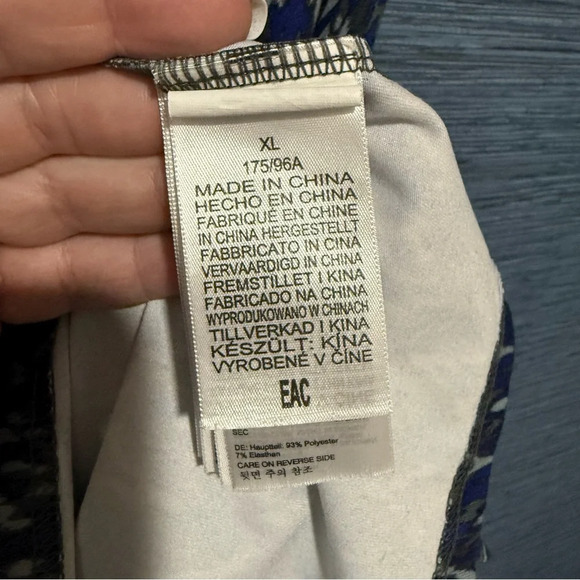 XL
175/96A
MADE IN CHINA
HECHO EN CHINA
FABRIQUÉ EN CHINE
IN CHINA HERGESTELLT
FABBRICATO IN CINA
VERVAARDIGD IN CHINA
FREMSTILLET I KINA
FABRICADO NA CHINA
WYPRODUKOWANO W CHINACH
TILLVERKAD I KINA
KÉSZÜLT: KÍNA
VYROBENÉ V ČÍNE
EAC
SEC
DE: Hauptteil: 93% Polyester
7% Elasthan
CARE ON REVERSE SIDE
뒷면 주의 참조